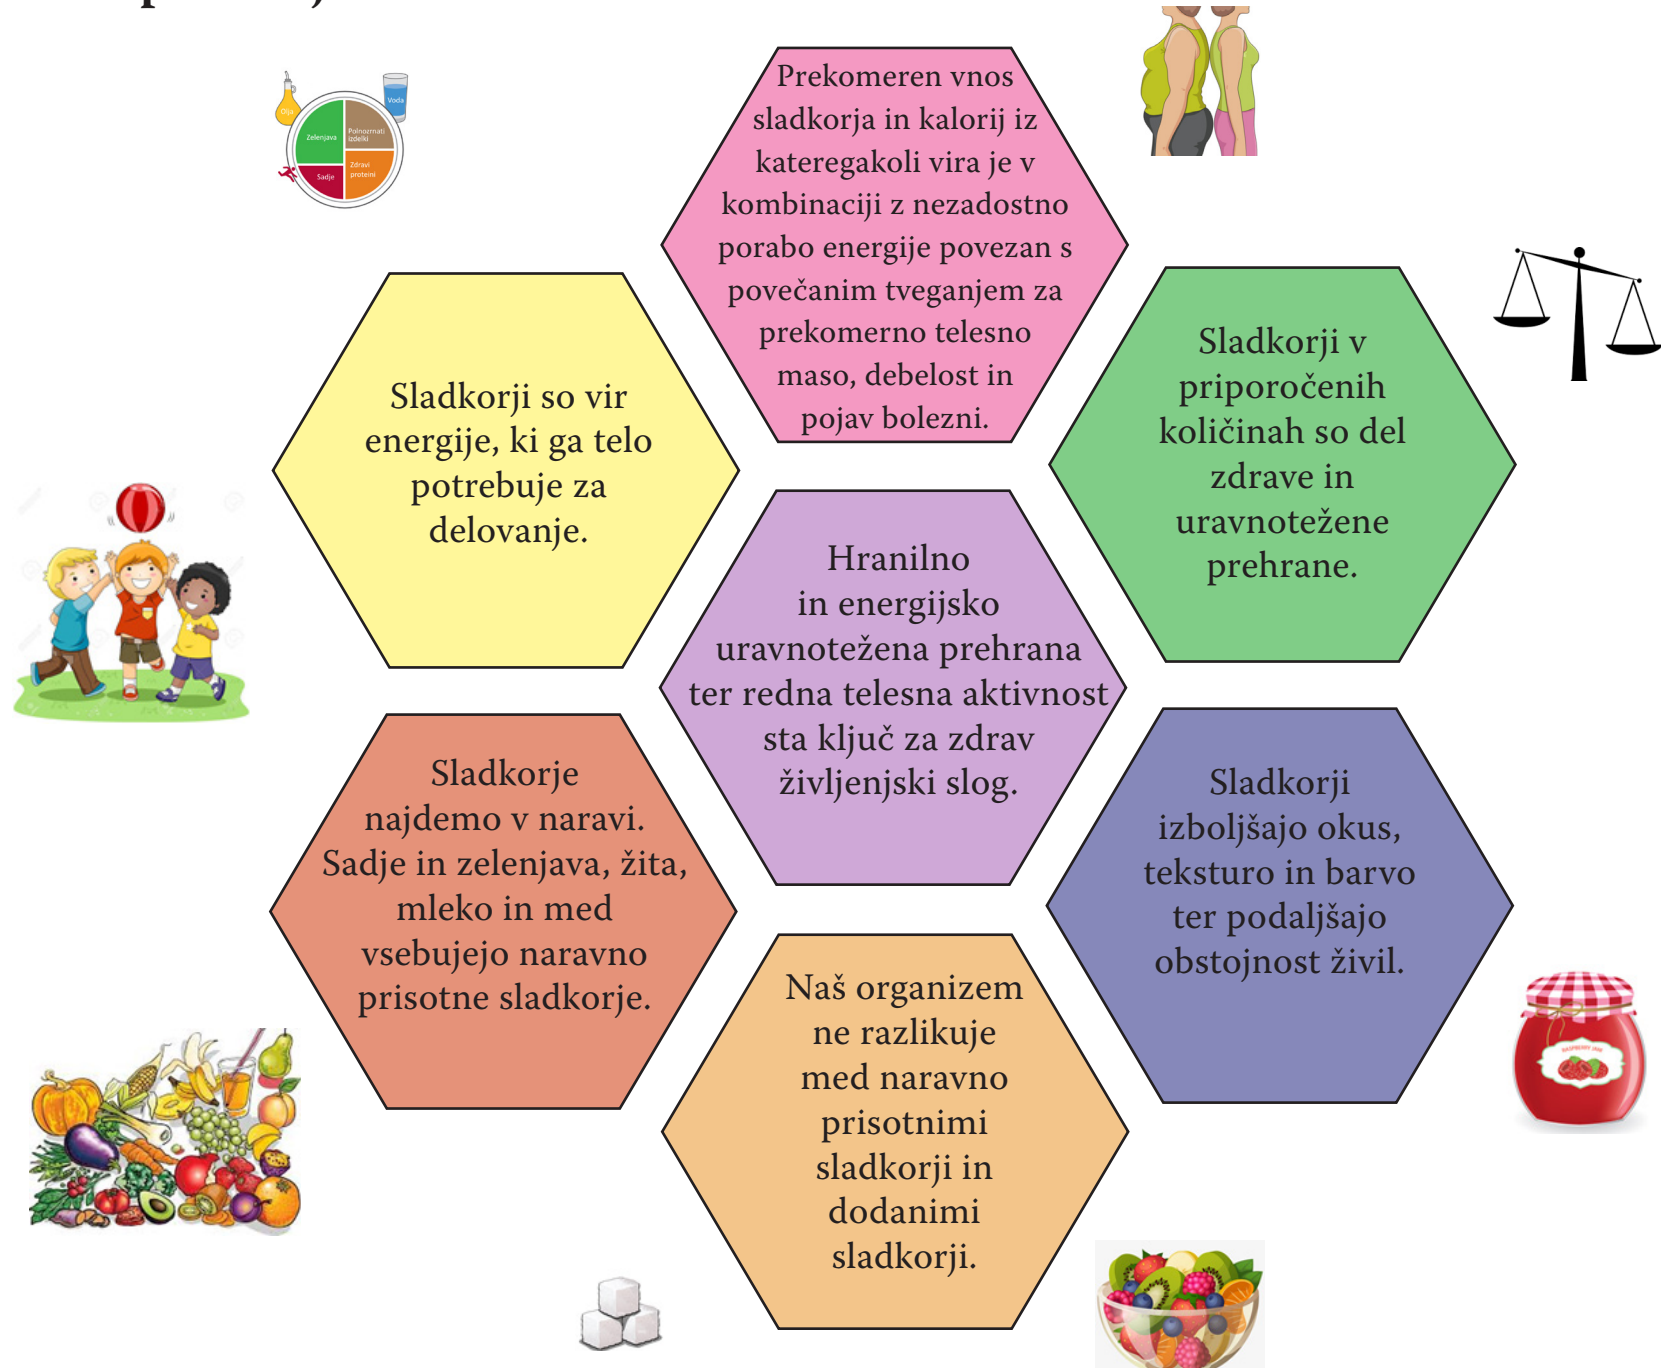 Olja
Voda
Zelenjava
Polnozrnati
izdelki
Sadje
Zdravi
proteini
Prekomeren vnos
sladkorja in kalorij iz
kateregakoli vira je v
kombinaciji z nezadostno
porabo energije povezan s
povečanim tveganjem za
prekomerno telesno
maso, debelost in
pojav bolezni.
Sladkorji so vir
energije, ki ga telo
potrebuje za
delovanje.
Sladkorji v
priporočenih
količinah so del
zdrave in
uravnotežene
prehrane.
Hranilno
in energijsko
uravnotežena prehrana
ter redna telesna aktivnost
sta ključ za zdrav
življenjski slog.
Sladkorje
najdemo v naravi.
Sadje in zelenjava, žita,
mleko in med
vsebujejo naravno
prisotne sladkorje.
Sladkorji
izboljšajo okus,
teksturo in barvo
ter podaljšajo
obstojnost živil.
Naš organizem
ne razlikuje
med naravno
prisotnimi
sladkorji in
dodanimi
sladkorji.
RASPBERRY JAM